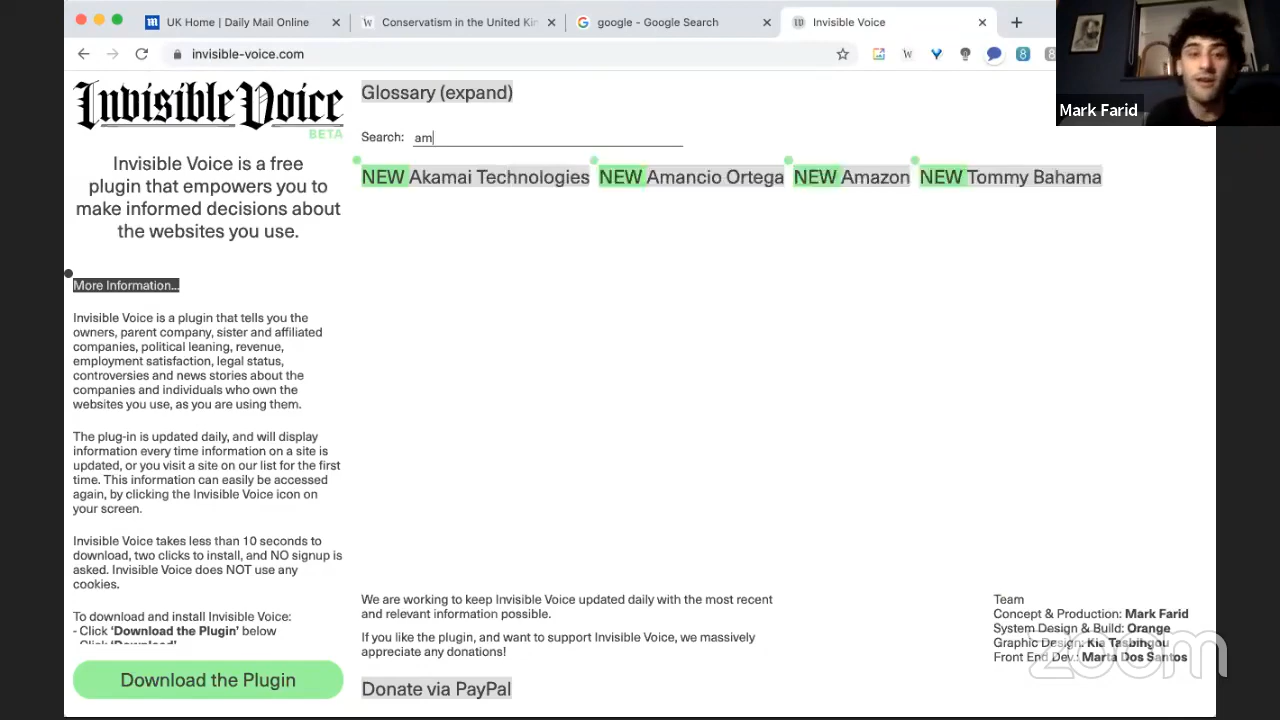 UK Home | Daily Mail Online
Conservatism in the United Kin
google - Google Search
Invisible Voice
invisible-voice.com
Mark Farid
Invisible Voice
BETA
Invisible Voice is a free
plugin that empowers you to
make informed decisions about
the websites you use.
More Information...
Invisible Voice is a plugin that tells you the
owners, parent company, sister and affiliated
companies, political leaning, revenue,
employment satisfaction, legal status,
controversies and news stories about the
companies and individuals who own the
websites you use, as you are using them.
The plug-in is updated daily, and will display
information every time information on a site is
updated, or you visit a site on our list for the first
time. This information can easily be accessed
again, by clicking the Invisible Voice icon on
your screen.
Invisible Voice takes less than 10 seconds to
download, two clicks to install, and NO signup is
asked. Invisible Voice does NOT use any
cookies.
To download and install Invisible Voice:
- Click 'Download the Plugin' below
- Click 'Download'
Download the Plugin
Glossary (expand)
Search: am
NEW Akamai Technologies NEW Amancio Ortega NEW Amazon NEW Tommy Bahama
We are working to keep Invisible Voice updated daily with the most recent
and relevant information possible.
If you like the plugin, and want to support Invisible Voice, we massively
appreciate any donations!
Donate via PayPal
Team
Concept & Production: Mark Farid
System Design & Build: Orange
Graphic Design: Kia Tasbihgou
Front End Dev.: Marta Dos Santos
zoom